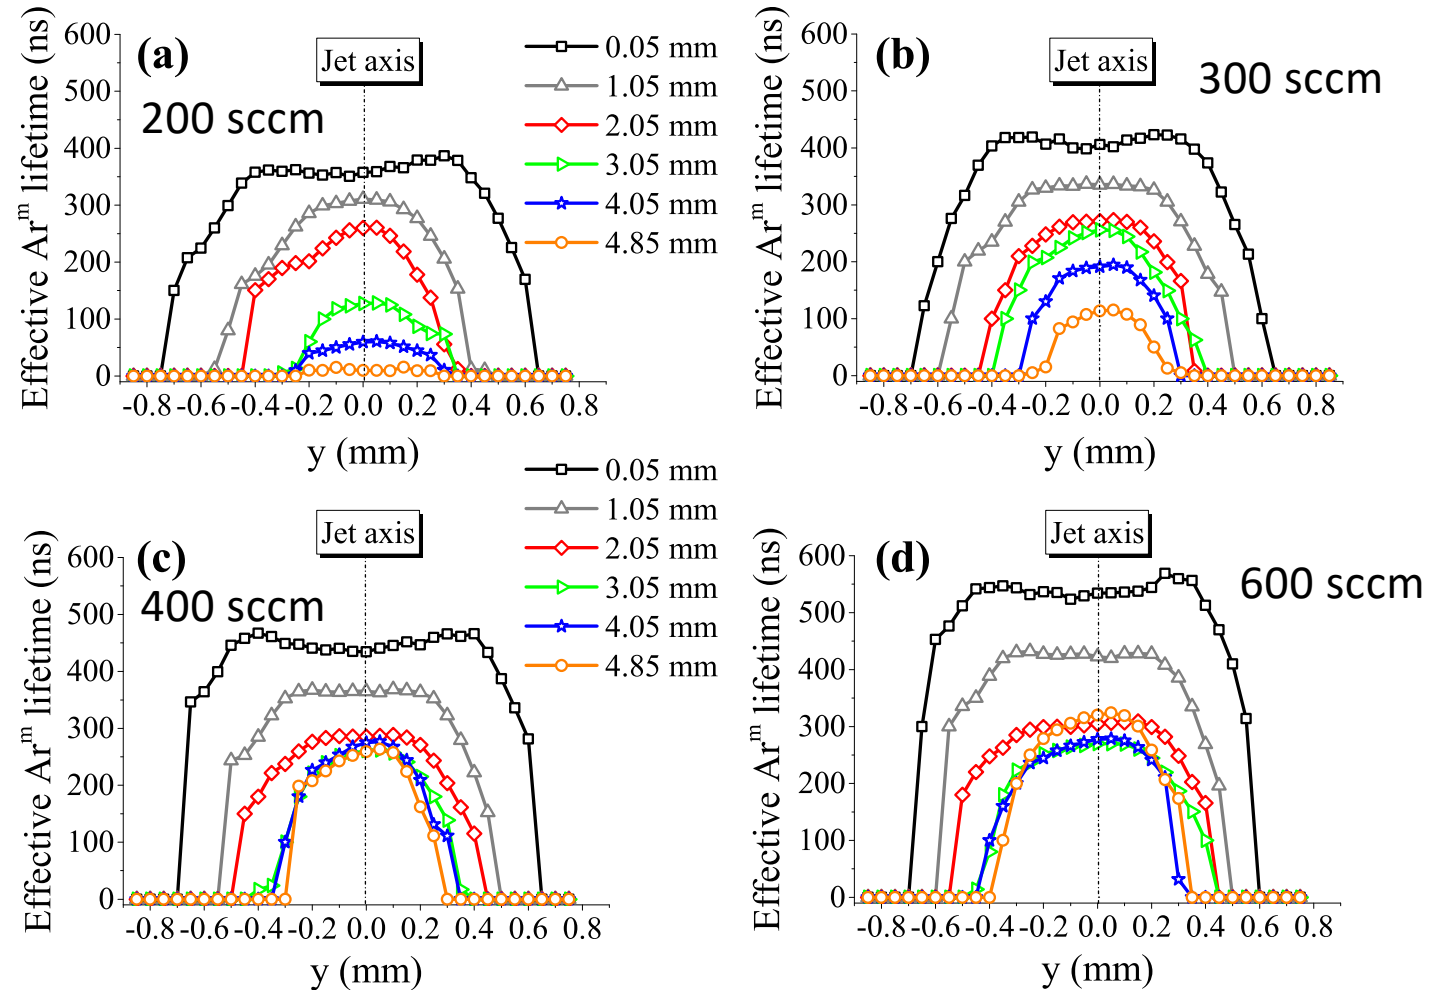 (a)
Jet axis
200 sccm
Effective Ar^m lifetime (ns)
600
500
400
300
200
100
0
-0.8 -0.6 -0.4 -0.2 0.0 0.2 0.4 0.6 0.8
y (mm)
0.05 mm
1.05 mm
2.05 mm
3.05 mm
4.05 mm
4.85 mm
(b)
Jet axis
300 sccm
Effective Ar^m lifetime (ns)
600
500
400
300
200
100
0
-0.8 -0.6 -0.4 -0.2 0.0 0.2 0.4 0.6 0.8
y (mm)
(c)
Jet axis
400 sccm
Effective Ar^m lifetime (ns)
600
500
400
300
200
100
0
-0.8 -0.6 -0.4 -0.2 0.0 0.2 0.4 0.6 0.8
y (mm)
0.05 mm
1.05 mm
2.05 mm
3.05 mm
4.05 mm
4.85 mm
(d)
Jet axis
600 sccm
Effective Ar^m lifetime (ns)
600
500
400
300
200
100
0
-0.8 -0.6 -0.4 -0.2 0.0 0.2 0.4 0.6 0.8
y (mm)